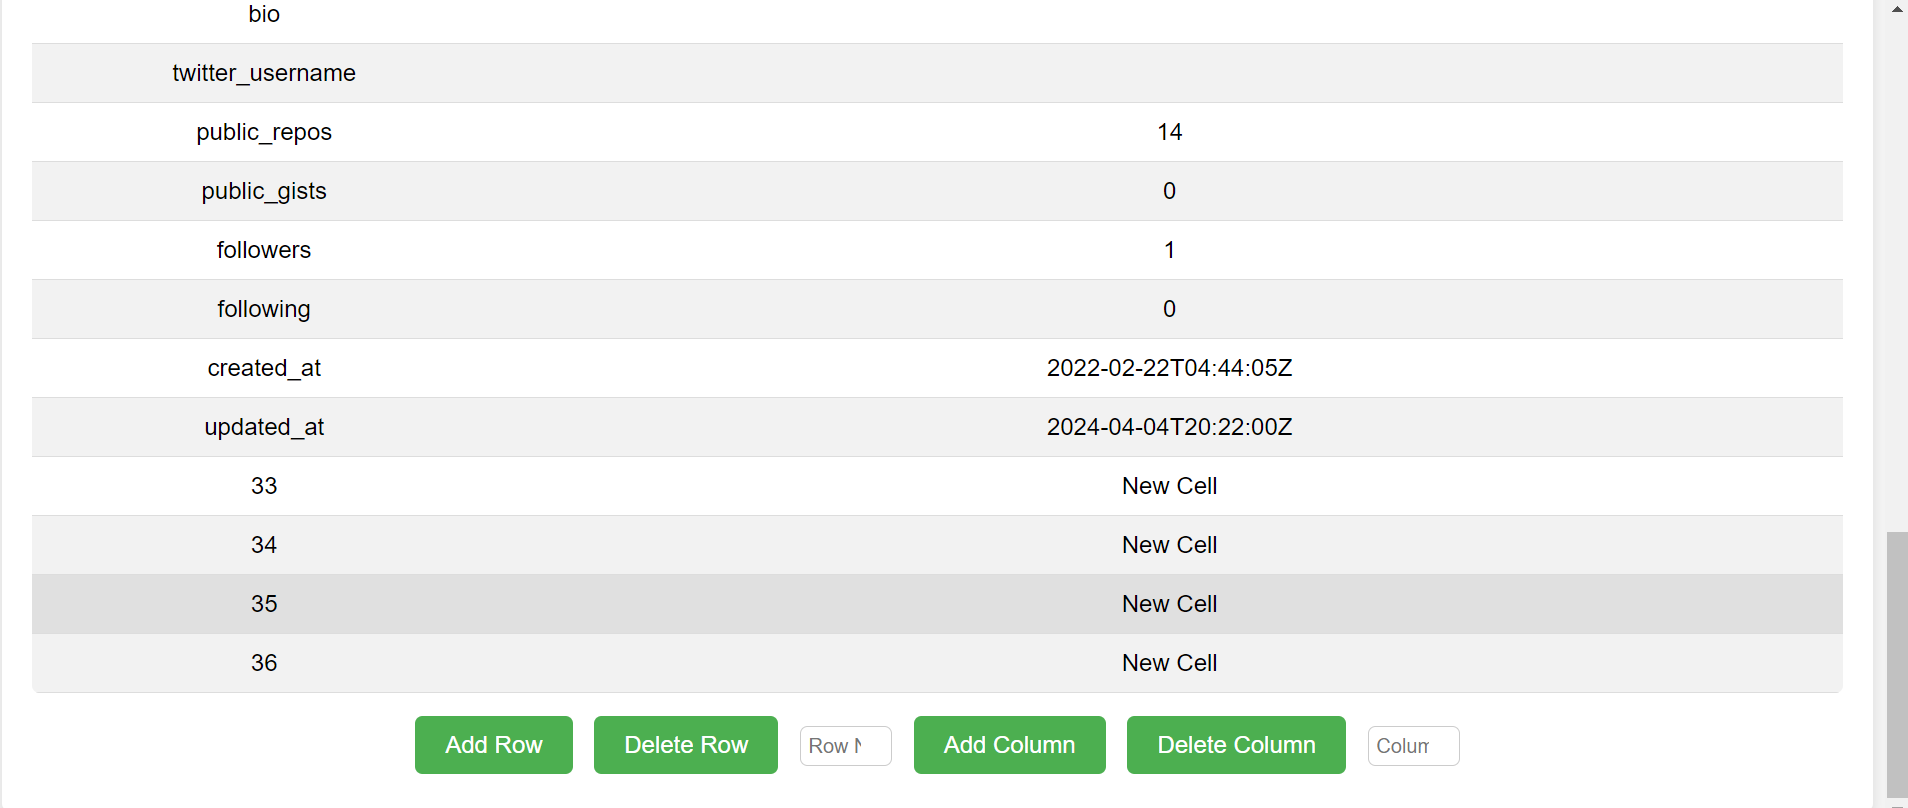 bio
twitter_username
public_repos 14
public_gists 0
followers 1
following 0
created_at 2022-02-22T04:44:05Z
updated_at 2024-04-04T20:22:00Z
33 New Cell
34 New Cell
35 New Cell
36 New Cell
Add Row Delete Row Row Add Column Delete Column Colum